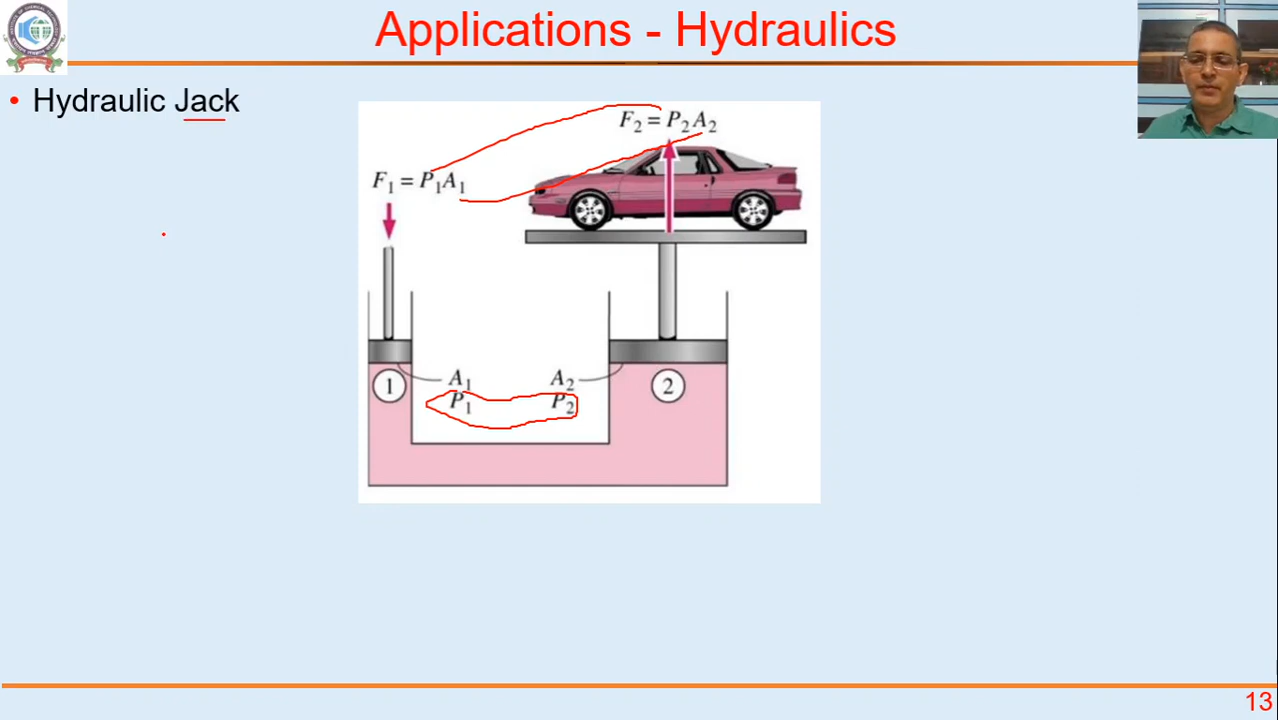 Applications - Hydraulics
• Hydraulic Jack
F₂ = P₂A₂
F₁ = P₁A₁
A₁
P₁
A₂
P₂
1
2
13